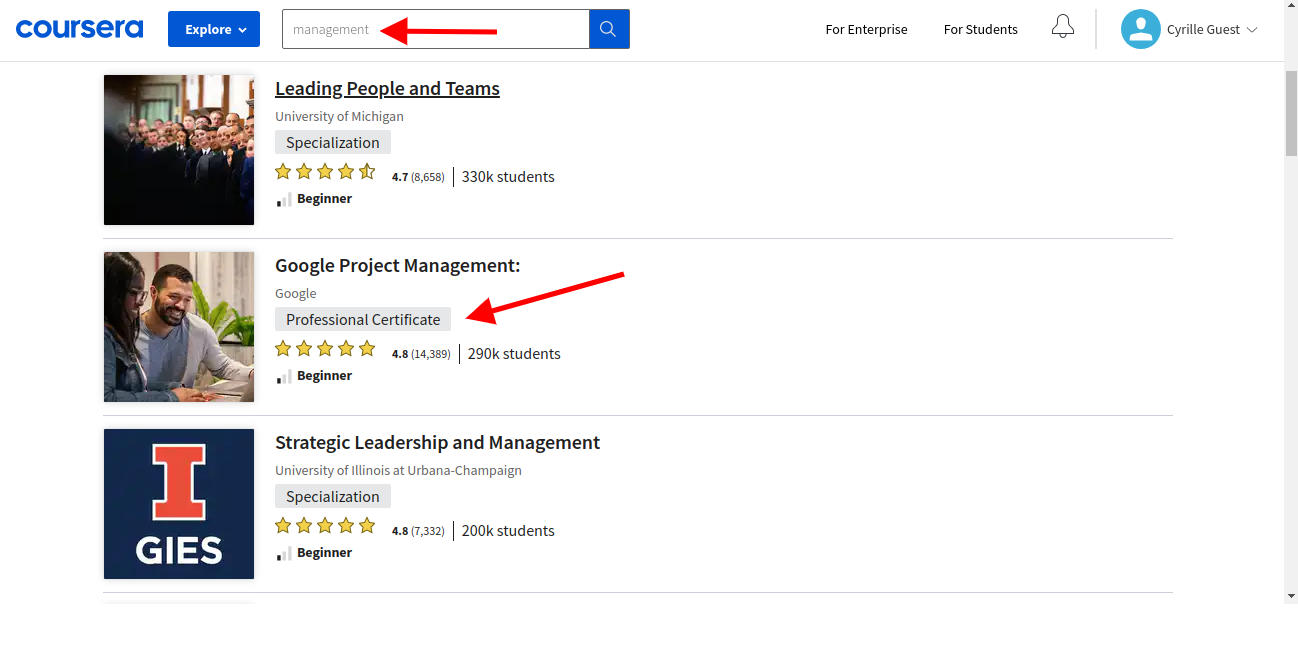 coursera Explore management For Enterprise For Students Cyrille Guest
Leading People and Teams
University of Michigan
Specialization
4.7 (8,658) 330k students
Beginner
Google Project Management:
Google
Professional Certificate
4.8 (14,389) 290k students
Beginner
Strategic Leadership and Management
University of Illinois at Urbana-Champaign
Specialization
4.8 (7,332) 200k students
Beginner
I
GIES